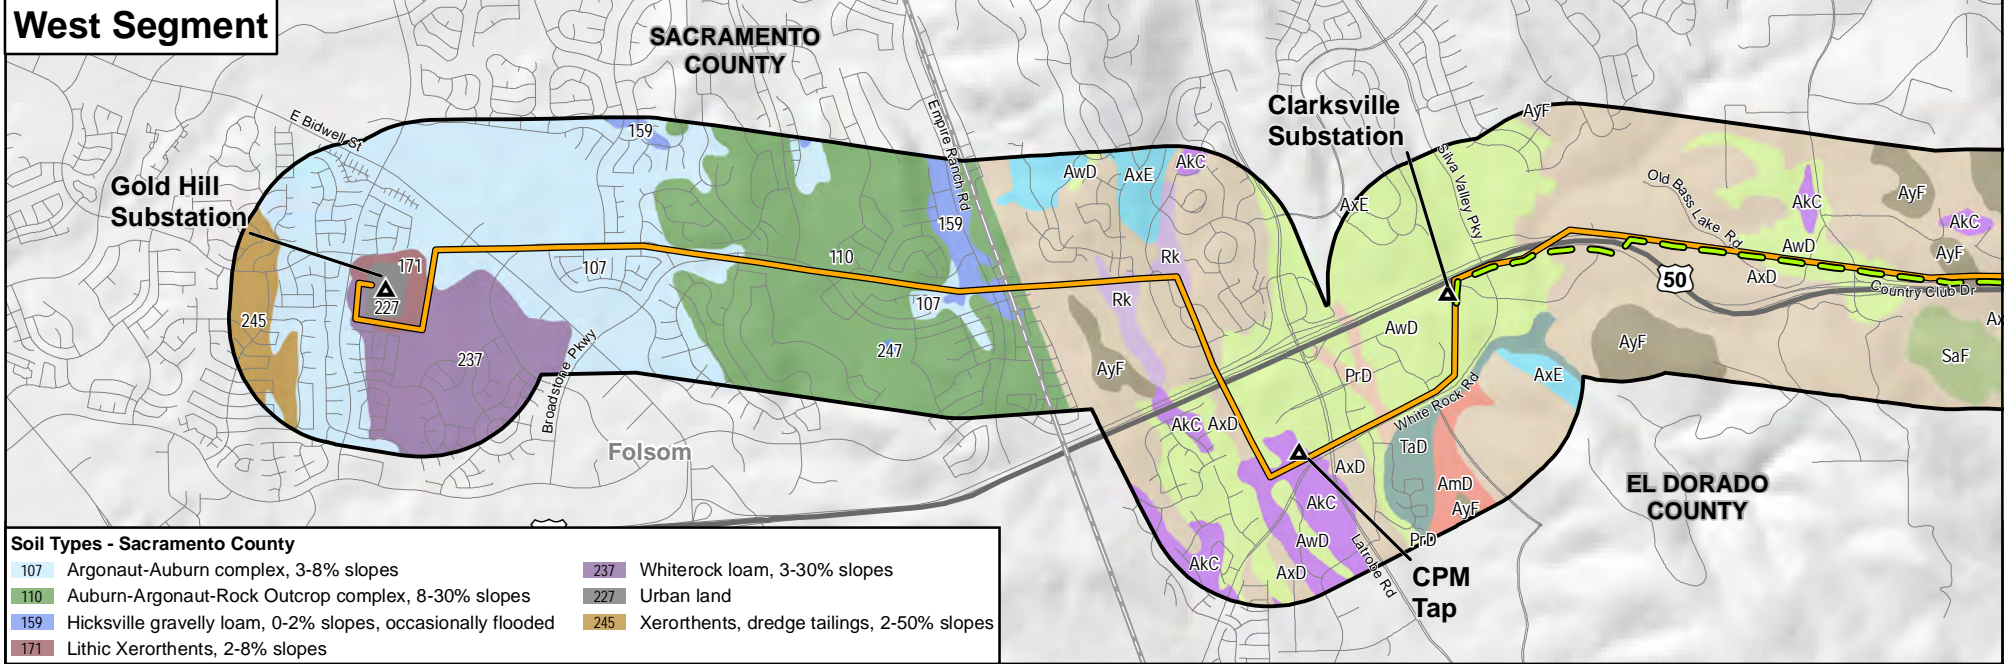 West Segment
SACRAMENTO
COUNTY
E Bidwell St
159
Empire Ranch Rd
Clarksville
Substation
AyF
Silva Valley Pky
Gold Hill
Substation
AwD
AxE
AkC
AxE
Old Bass Lake Rd
AkC
AyF
AkC
159
171
107
110
Rk
AwD
AyF
227
107
Rk
50
AxD
Country Club Dr
245
237
247
AwD
AyF
Ax
SaF
Broadstone Pkwy
AyF
PrD
AxE
White Rock Rd
Folsom
AkC
AxD
TaD
AxD
AmD
AyF
EL DORADO
COUNTY
AkC
AwD
PrD
AkC
AxD
Latrobe Rd
CPM
Tap
Soil Types - Sacramento County
107 Argonaut-Auburn complex, 3-8% slopes
110 Auburn-Argonaut-Rock Outcrop complex, 8-30% slopes
159 Hicksville gravelly loam, 0-2% slopes, occasionally flooded
171 Lithic Xerorthents, 2-8% slopes
237 Whiterock loam, 3-30% slopes
227 Urban land
245 Xerorthents, dredge tailings, 2-50% slopes